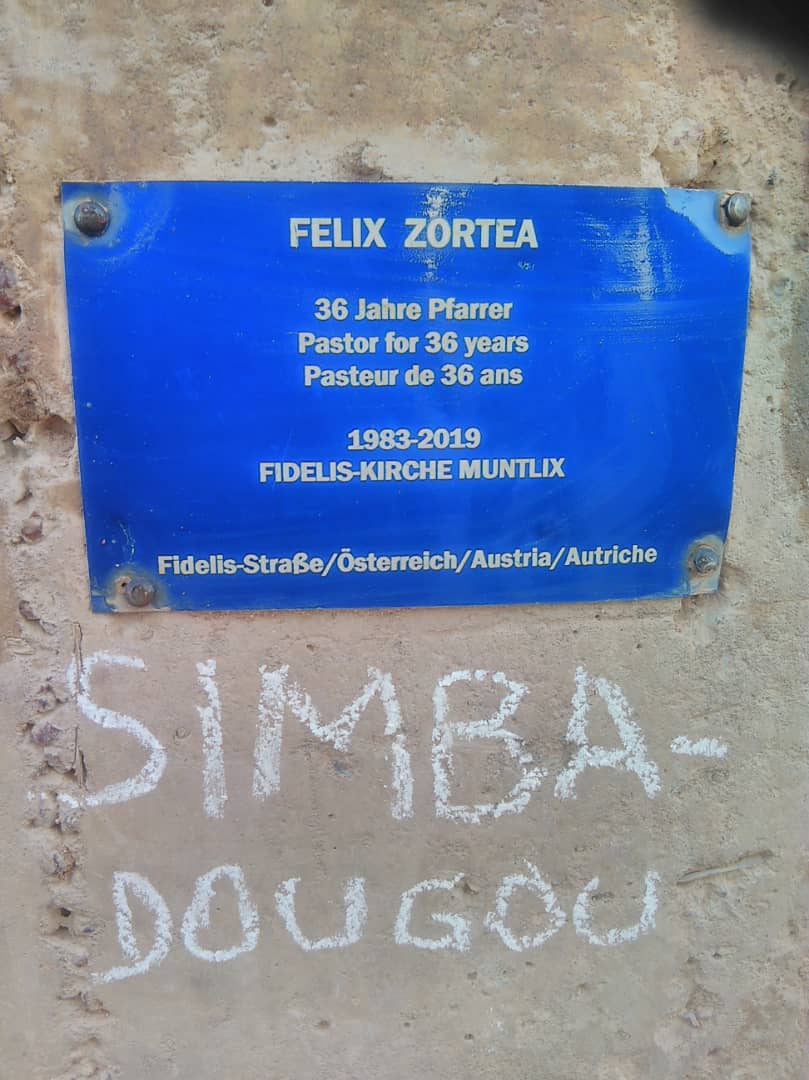 FELIX ZORTEA
36 Jahre Pfarrer
Pastor for 36 years
Pasteur de 36 ans
1983-2019
FIDELIS-KIRCHE MUNTLIX
Fidelis-Straße/Österreich/Austria/Autriche
SIMBA-
DOUGOU